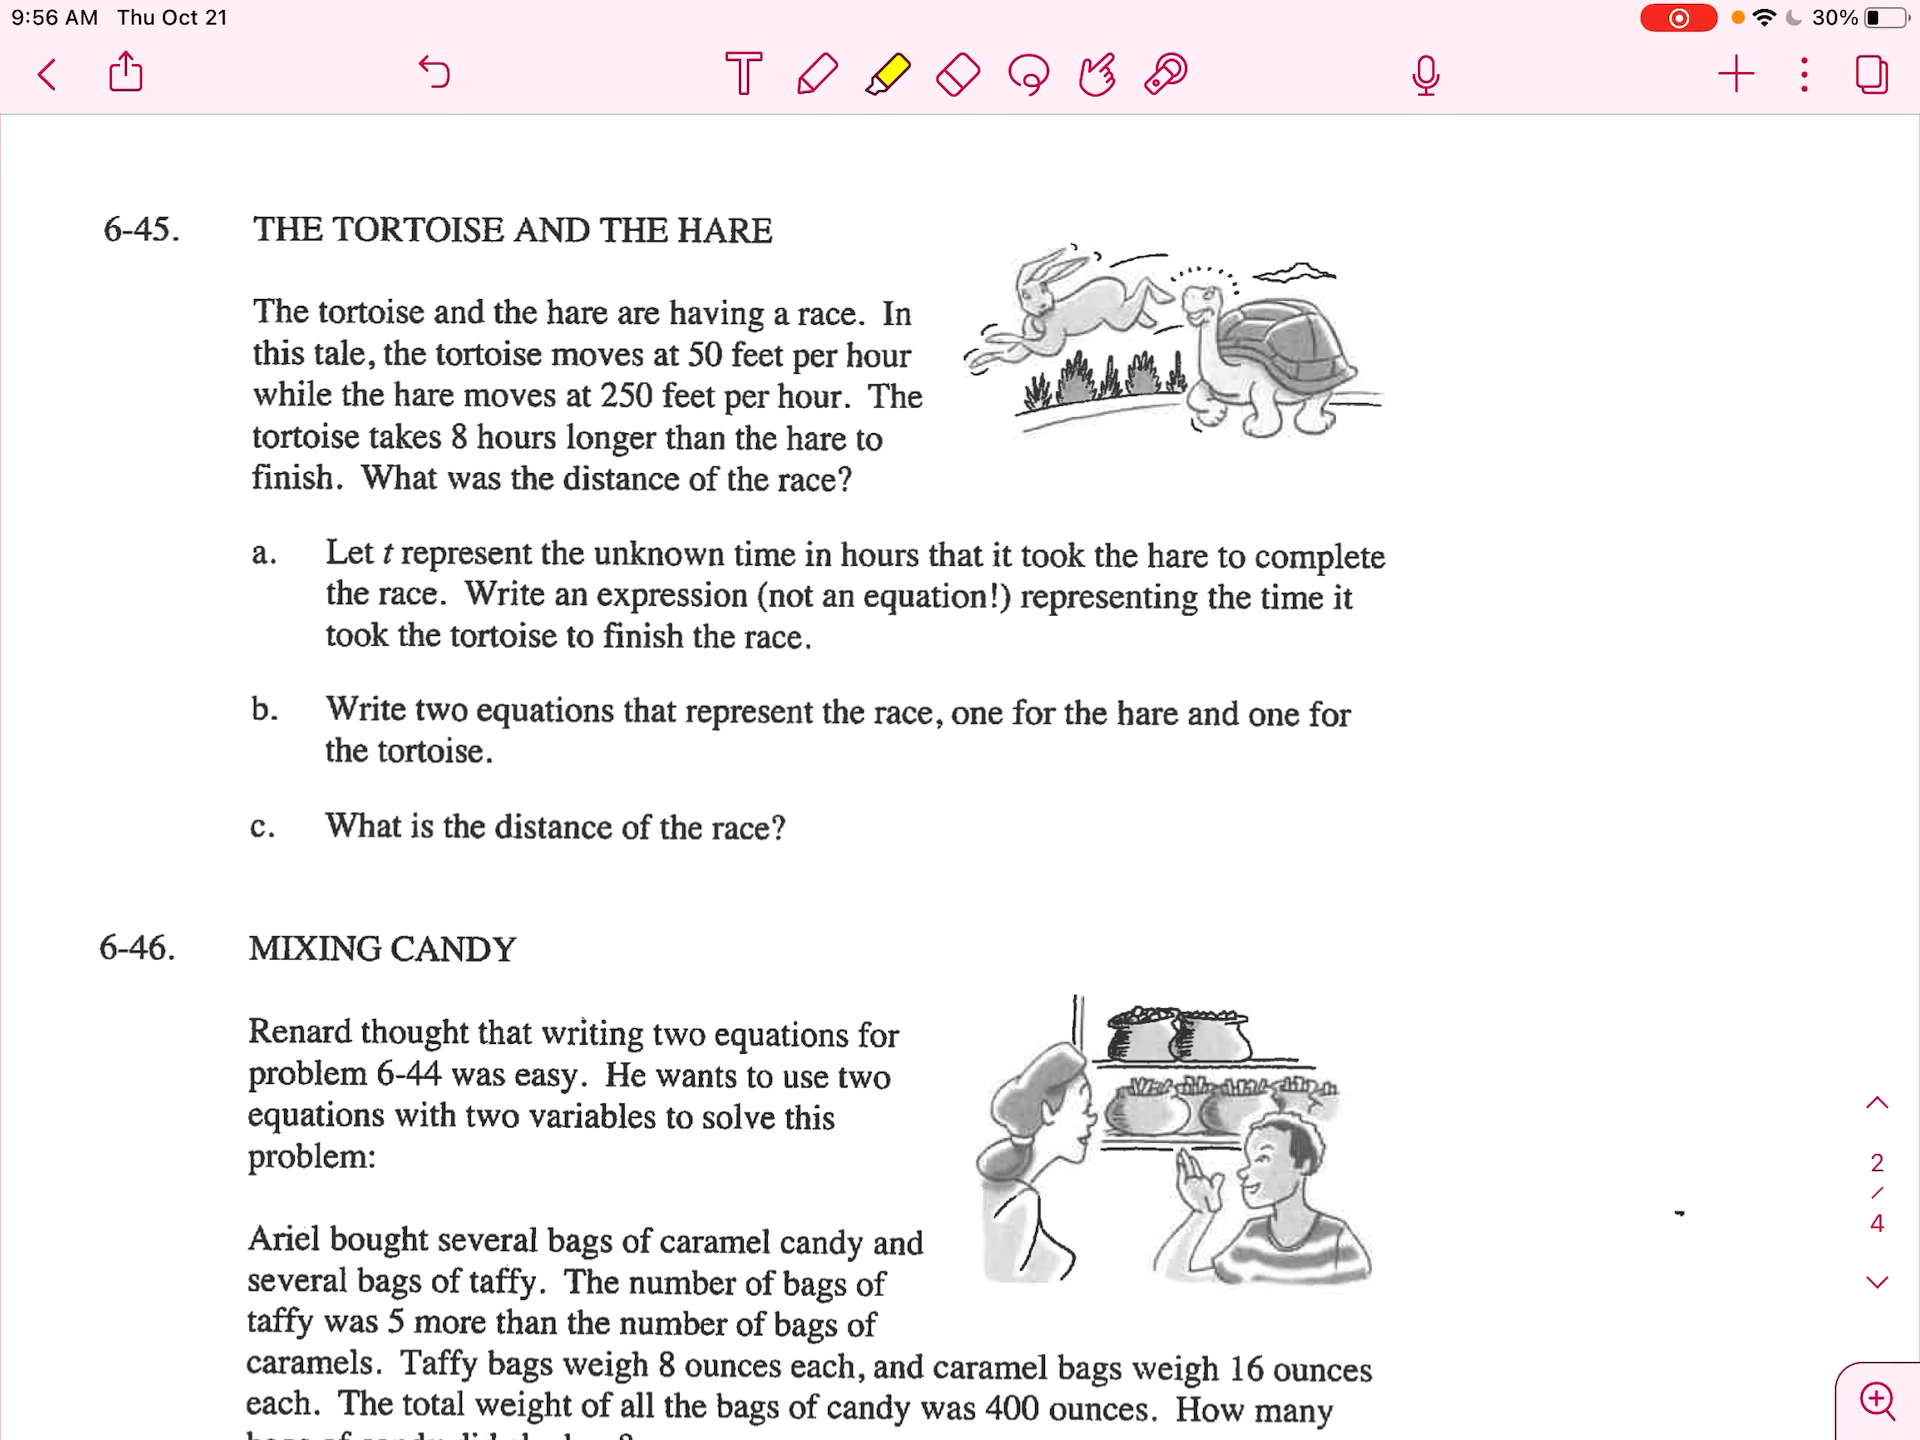 9:56 AM Thu Oct 21
30%
T
6-45. THE TORTOISE AND THE HARE
The tortoise and the hare are having a race. In
this tale, the tortoise moves at 50 feet per hour
while the hare moves at 250 feet per hour. The
tortoise takes 8 hours longer than the hare to
finish. What was the distance of the race?
a. Let t represent the unknown time in hours that it took the hare to complete
the race. Write an expression (not an equation!) representing the time it
took the tortoise to finish the race.
b. Write two equations that represent the race, one for the hare and one for
the tortoise.
c. What is the distance of the race?
6-46. MIXING CANDY
Renard thought that writing two equations for
problem 6-44 was easy. He wants to use two
equations with two variables to solve this
problem:
Ariel bought several bags of caramel candy and
several bags of taffy. The number of bags of
taffy was 5 more than the number of bags of
caramels. Taffy bags weigh 8 ounces each, and caramel bags weigh 16 ounces
each. The total weight of all the bags of candy was 400 ounces. How many
2
/
4